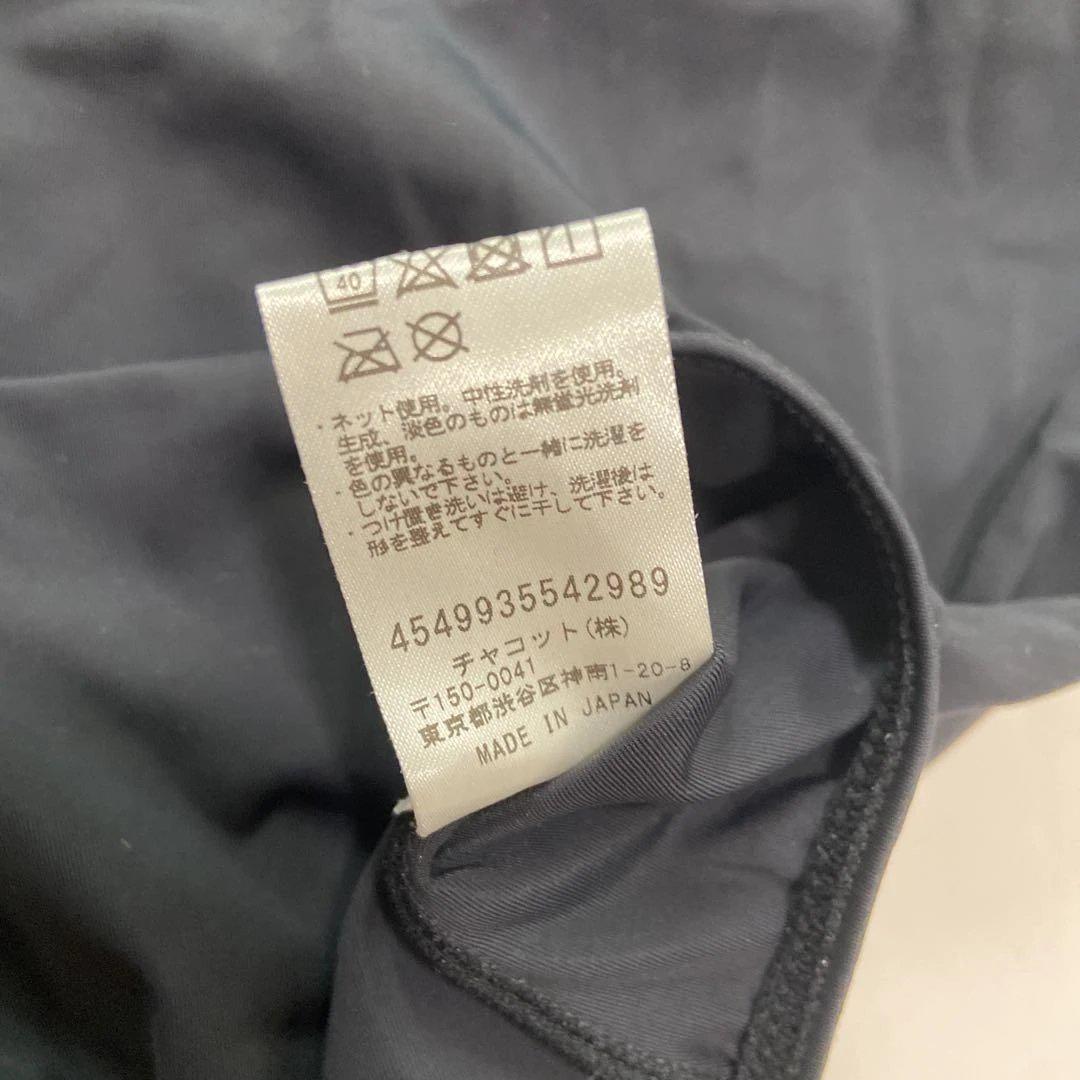 40
・ネット使用。中性洗剤を使用。
生成、淡色のものは無蛍光洗剤
を使用。
・色の異なるものと一緒に洗濯を
しないで下さい。
・つけ置き洗いは避け、洗濯後は
形を整えてすぐに干して下さい。
4549935542989
チャコット(株)
〒150-0041
東京都渋谷区神南1-20-8
MADE IN JAPAN